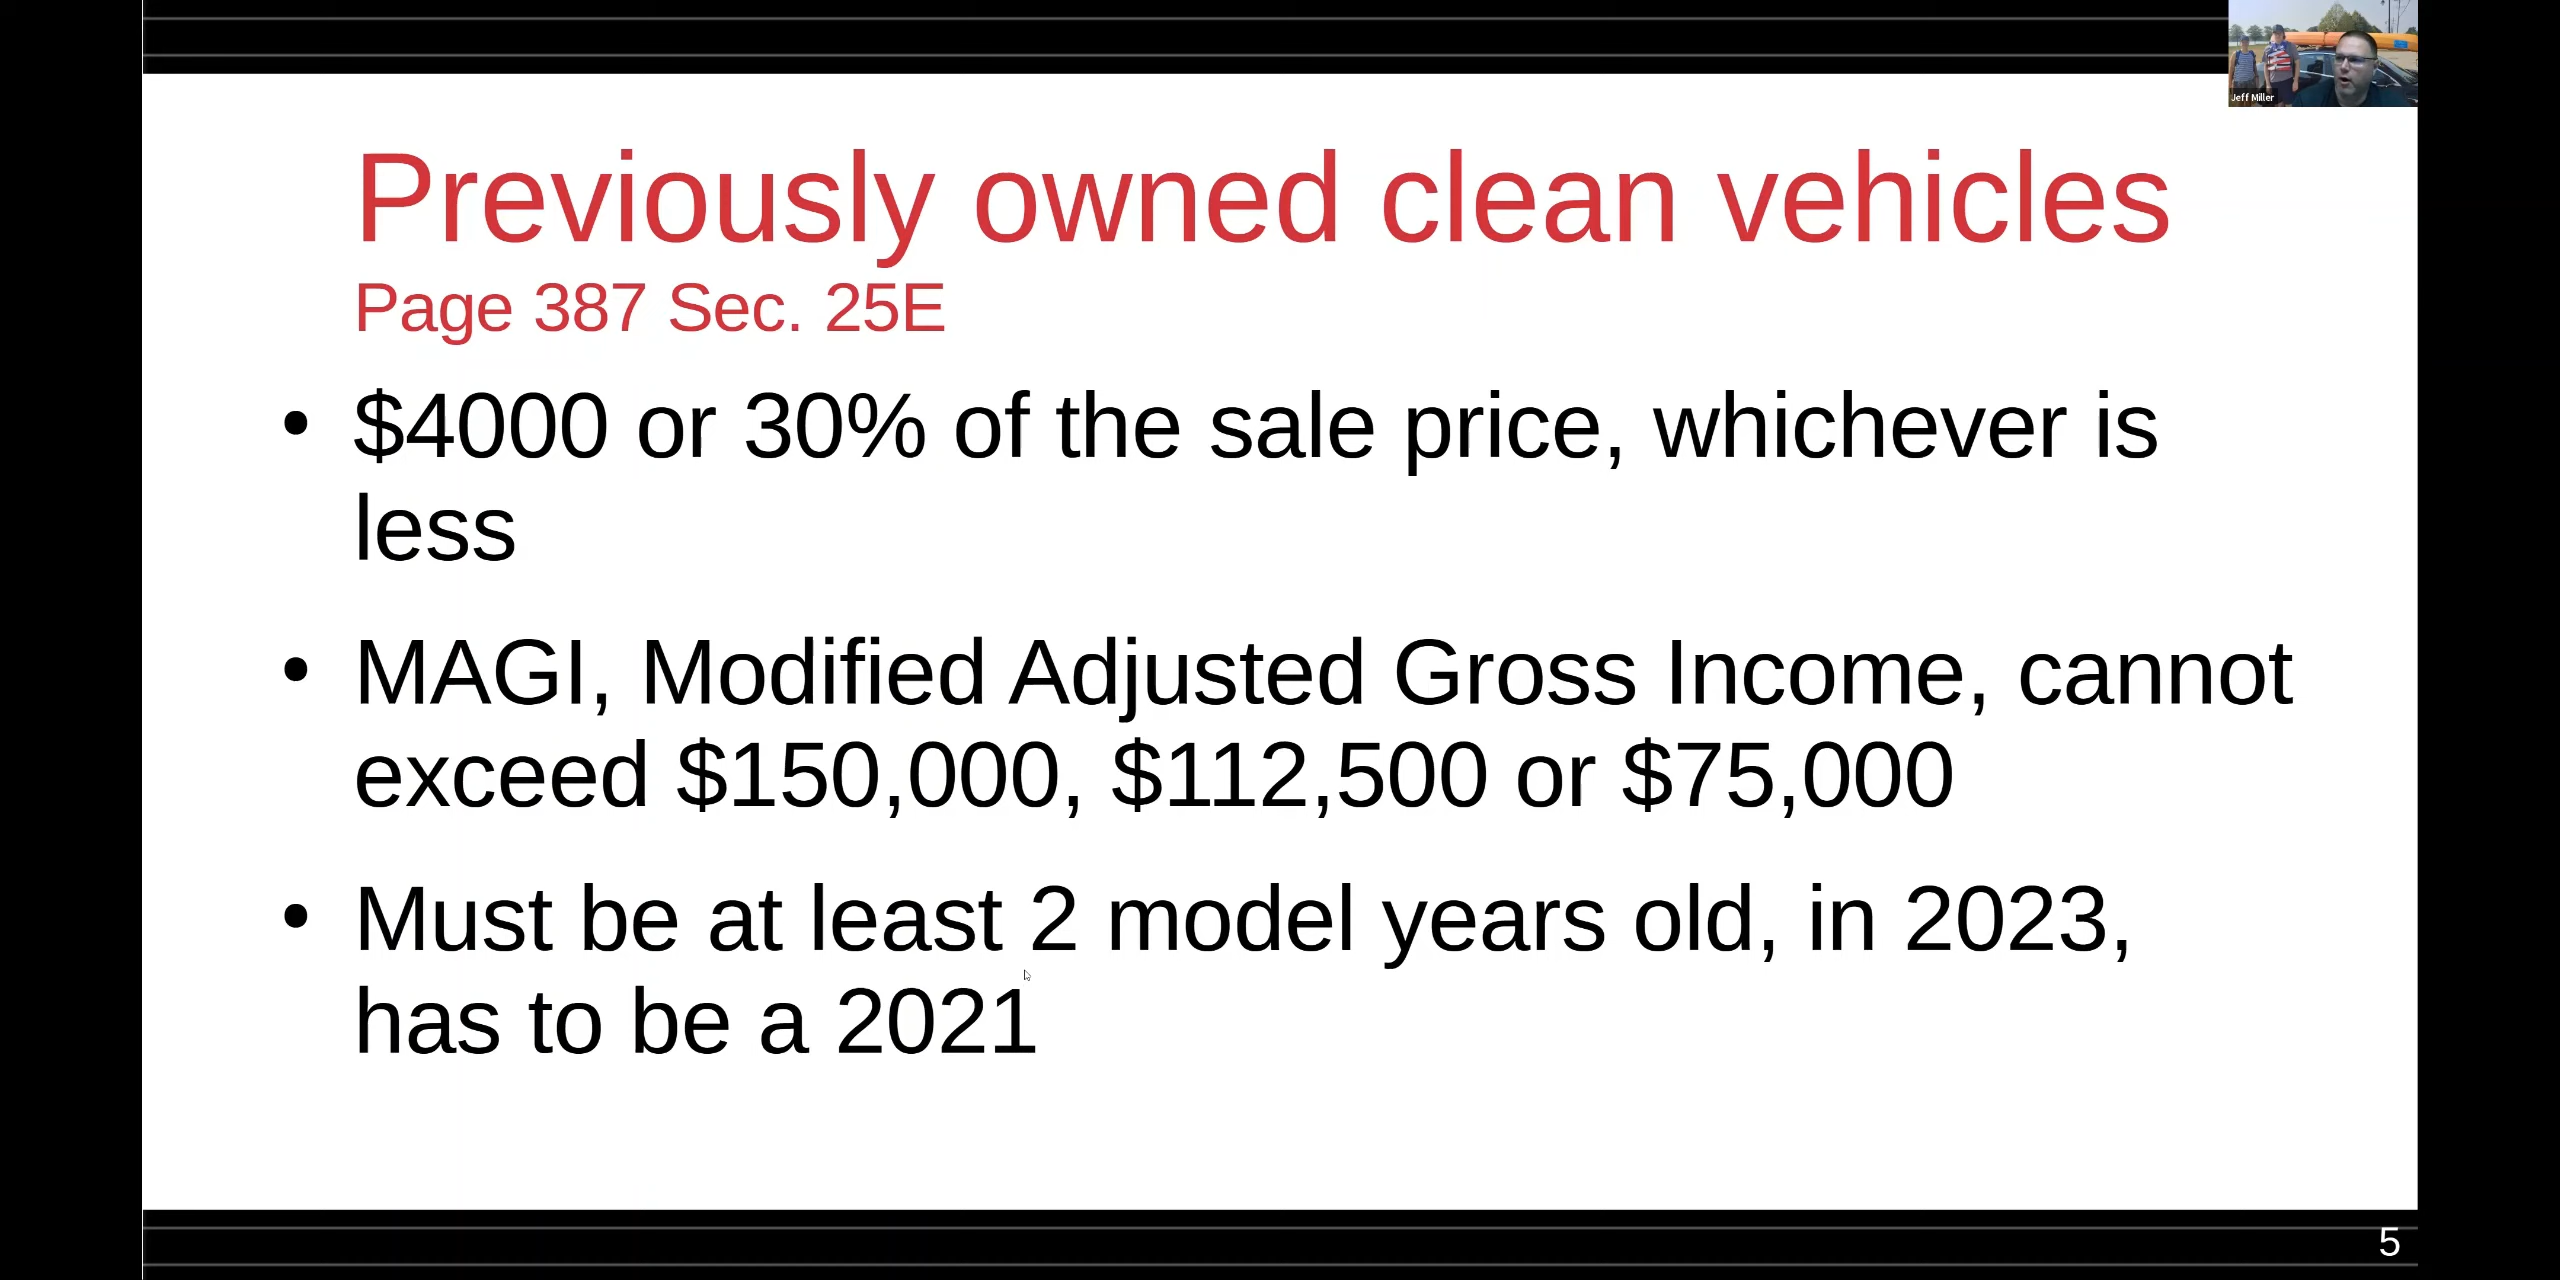 Jeff Miller
Previously owned clean vehicles
Page 387 Sec. 25E
• $4000 or 30% of the sale price, whichever is
less
• MAGI, Modified Adjusted Gross Income, cannot
exceed $150,000, $112,500 or $75,000
• Must be at least 2 model years old, in 2023,
has to be a 2021
5